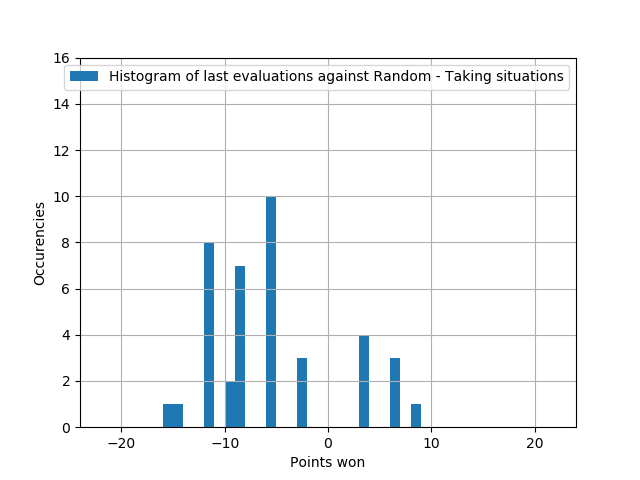 Histogram of last evaluations against Random - Taking situations
16
14
12
10
8
6
4
2
0
Occurencies
−20 −10 0 10 20
Points won